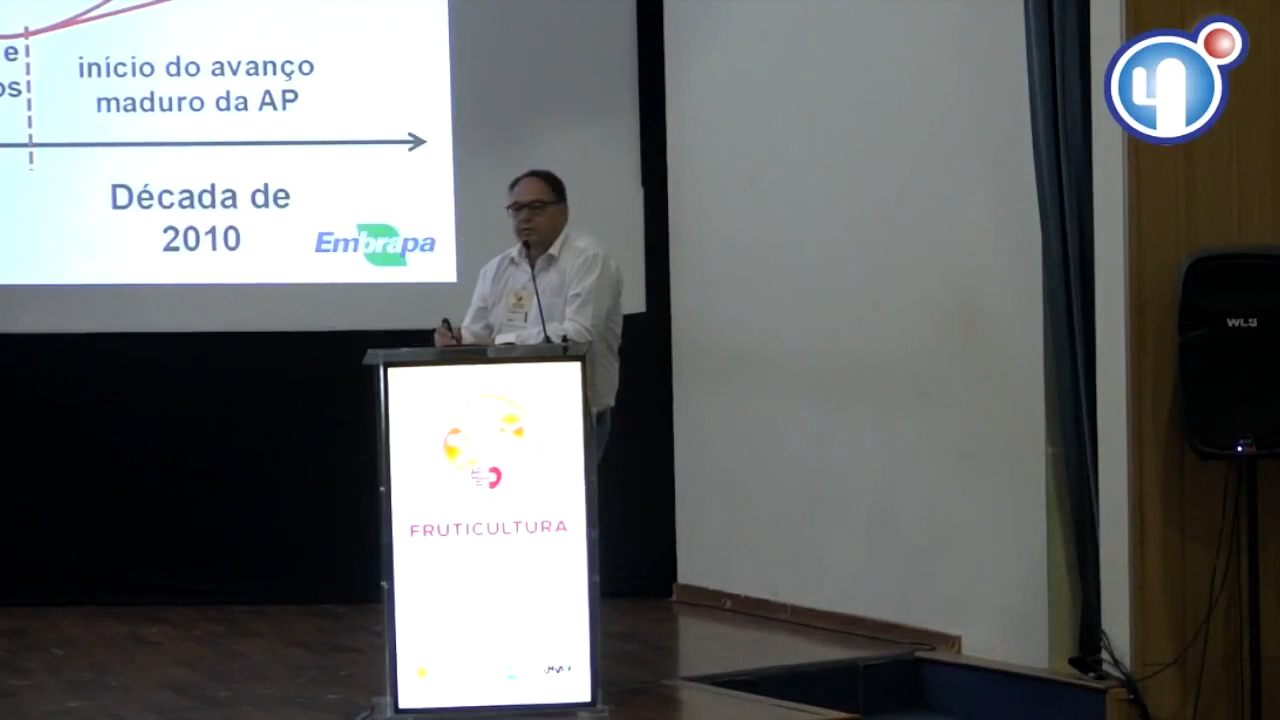 e
os
início do avanço
maduro da AP
Década de
2010
Embrapa
WLS
FRUTICULTURA